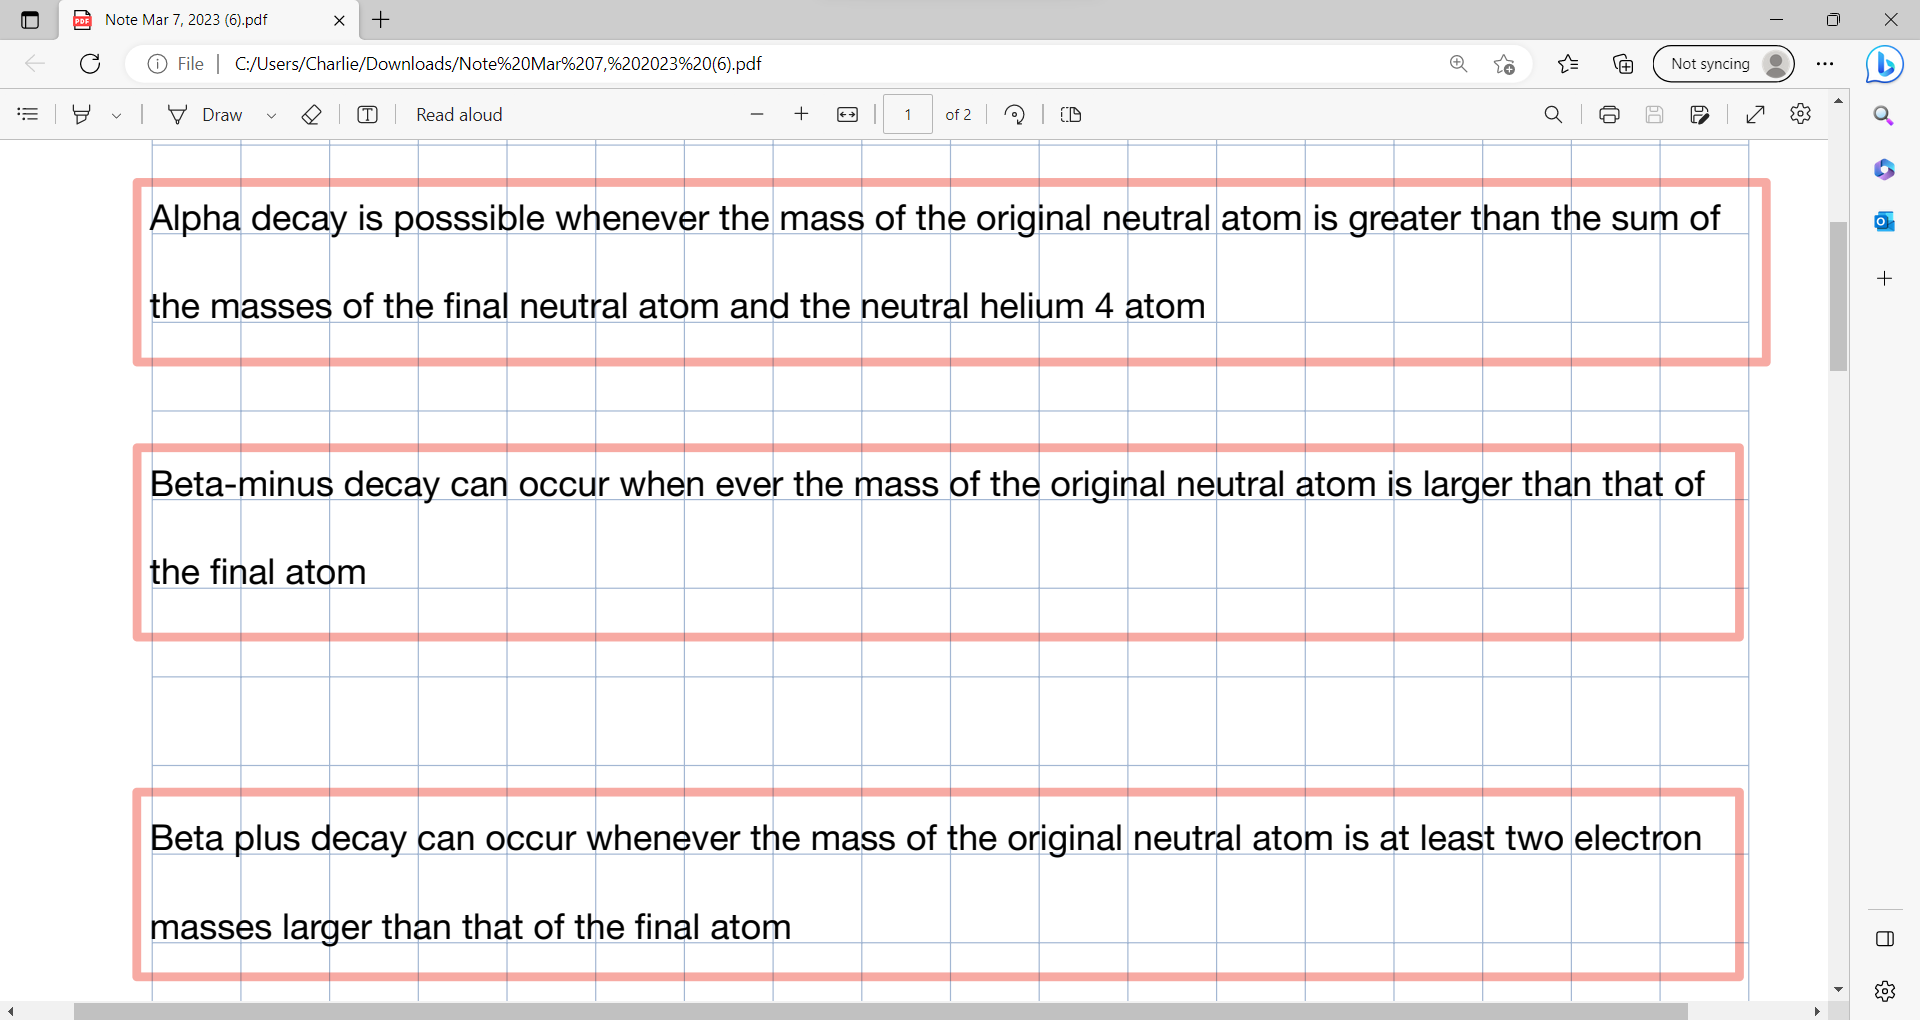 Note Mar 7, 2023 (6).pdf
File
C:/Users/Charlie/Downloads/Note%20Mar%207,%202023%20(6).pdf
Not syncing
Draw
Read aloud
1 of 2
Alpha decay is posssible whenever the mass of the original neutral atom is greater than the sum of
the masses of the final neutral atom and the neutral helium 4 atom
Beta-minus decay can occur when ever the mass of the original neutral atom is larger than that of
the final atom
Beta plus decay can occur whenever the mass of the original neutral atom is at least two electron
masses larger than that of the final atom